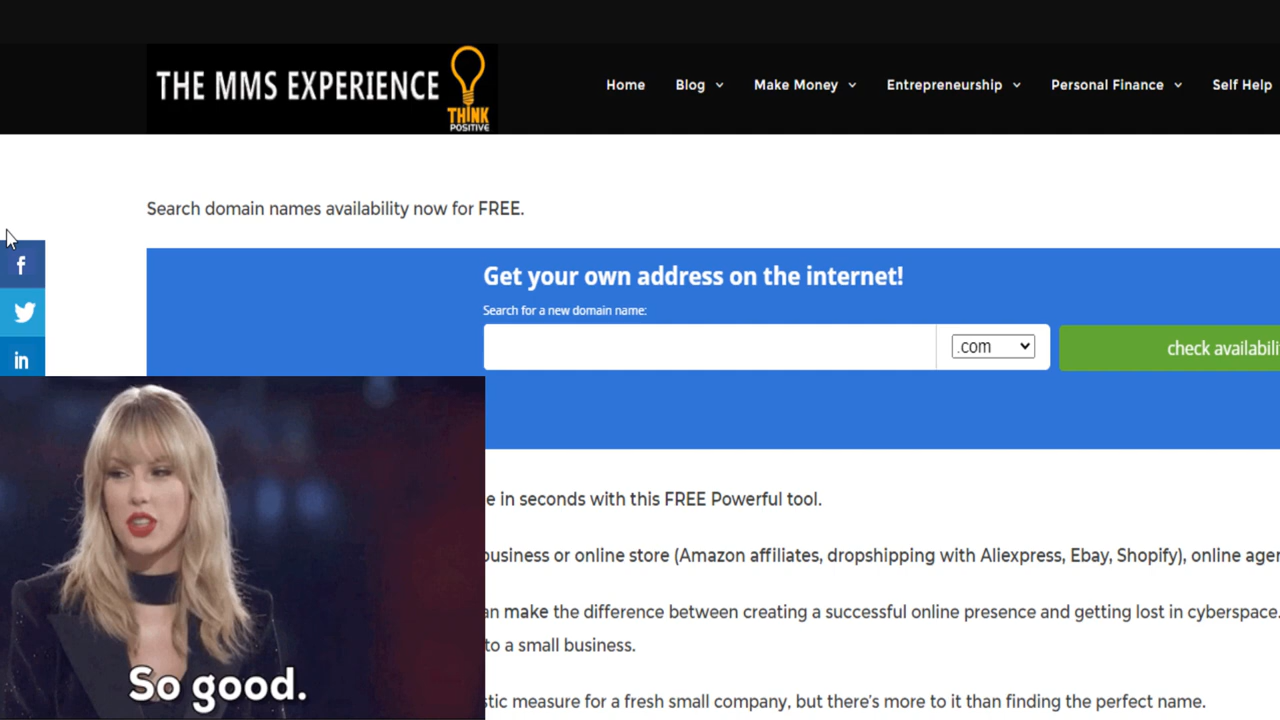 THE MMS EXPERIENCE
THINK
POSITIVE
Home Blog Make Money Entrepreneurship Personal Finance Self Help
Search domain names availability now for FREE.
Get your own address on the internet!
Search for a new domain name:
.com
check availabili
f
in
e in seconds with this FREE Powerful tool.
business or online store (Amazon affiliates, dropshipping with Aliexpress, Ebay, Shopify), online agen
an make the difference between creating a successful online presence and getting lost in cyberspace.
to a small business.
stic measure for a fresh small company, but there's more to it than finding the perfect name.
So good.